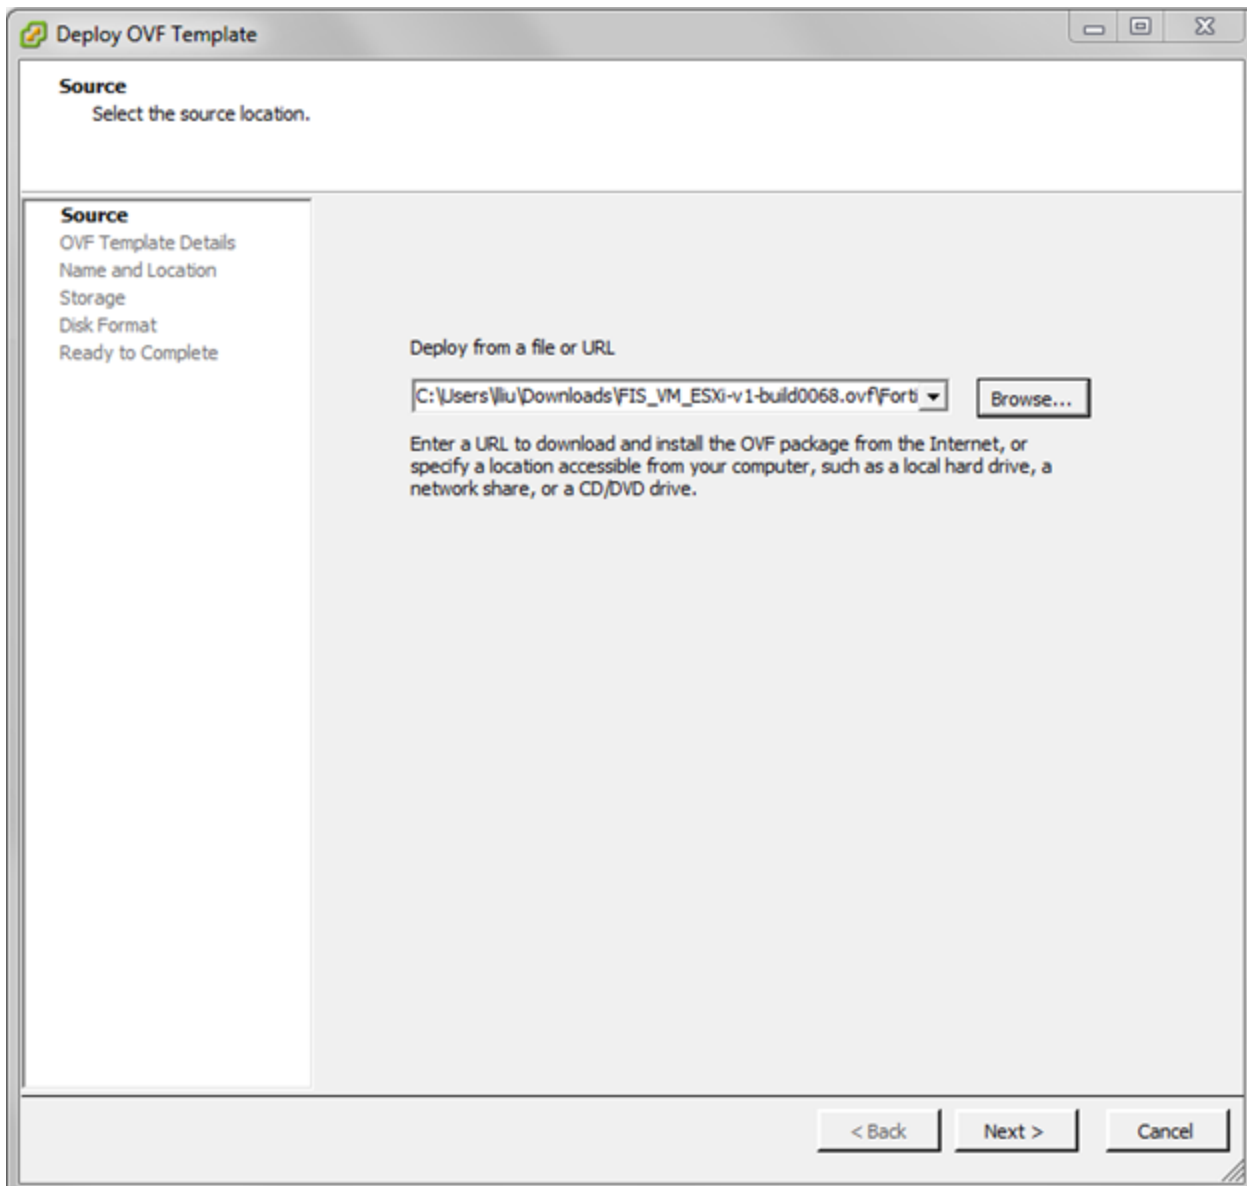 Deploy OVF Template
Source
Select the source location.
Source
OVF Template Details
Name and Location
Storage
Disk Format
Ready to Complete
Deploy from a file or URL
C:\Users\lliu\Downloads\FIS_VM_ESXi-v1-build0068.ovf\Forti
Browse...
Enter a URL to download and install the OVF package from the Internet, or
specify a location accessible from your computer, such as a local hard drive, a
network share, or a CD/DVD drive.
< Back
Next >
Cancel